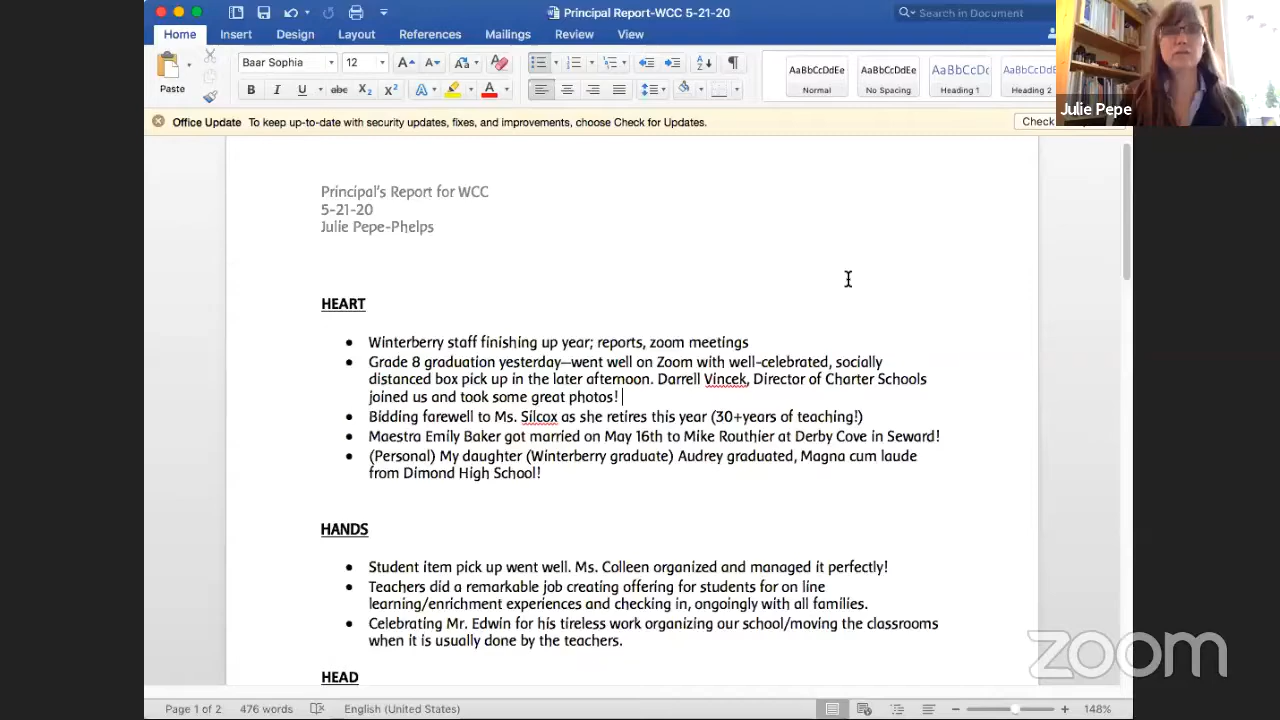 Principal Report-WCC 5-21-20
Search in Document
Home Insert Design Layout References Mailings Review View
Paste
Baar Sophia 12
AaBbCcDdEe AaBbCcDdEe AaBbCcDc AaBbCcDdEe
Normal No Spacing Heading 1 Heading 2
Julie Pepe
Office Update To keep up-to-date with security updates, fixes, and improvements, choose Check for Updates.
Check
Principal's Report for WCC
5-21-20
Julie Pepe-Phelps
HEART
• Winterberry staff finishing up year; reports, zoom meetings
• Grade 8 graduation yesterday—went well on Zoom with well-celebrated, socially
distanced box pick up in the later afternoon. Darrell Vincek, Director of Charter Schools
joined us and took some great photos!
• Bidding farewell to Ms. Silcox as she retires this year (30+years of teaching!)
• Maestra Emily Baker got married on May 16th to Mike Routhier at Derby Cove in Seward!
• (Personal) My daughter (Winterberry graduate) Audrey graduated, Magna cum laude
from Dimond High School!
HANDS
• Student item pick up went well. Ms. Colleen organized and managed it perfectly!
• Teachers did a remarkable job creating offering for students for on line
learning/enrichment experiences and checking in, ongoingly with all families.
• Celebrating Mr. Edwin for his tireless work organizing our school/moving the classrooms
when it is usually done by the teachers.
HEAD
zoom
Page 1 of 2 476 words English (United States) 148%